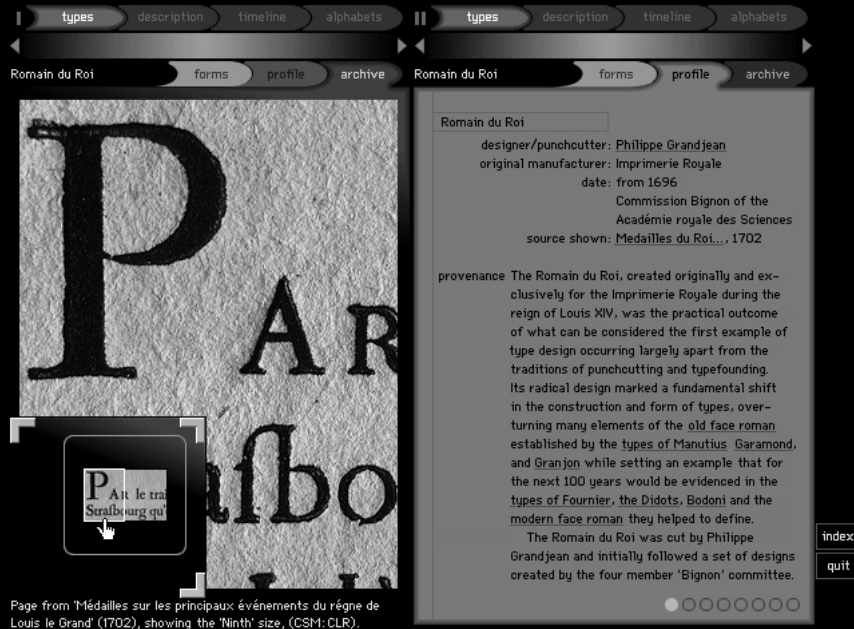 types description timeline alphabets
Romain du Roi forms profile archive
P
AR
aſbo
PAR le trai
Straſbourg qu'
Page from 'Médailles sur les principaux événements du régne de
Louis le Grand' (1702), showing the 'Ninth' size, (CSM: CLR).
types description timeline alphabets
Romain du Roi forms profile archive
Romain du Roi
designer/punchcutter: Philippe Grandjean
original manufacturer: Imprimerie Royale
date: from 1696
Commission Bignon of the
Académie royale des Sciences
source shown: Medailles du Roi..., 1702
provenance The Romain du Roi, created originally and ex-
clusively for the Imprimerie Royale during the
reign of Louis XIV, was the practical outcome
of what can be considered the first example of
type design occurring largely apart from the
traditions of punchcutting and typefounding.
Its radical design marked a fundamental shift
in the construction and form of types, over-
turning many elements of the old face roman
established by the types of Manutius Garamond,
and Granjon while setting an example that for
the next 100 years would be evidenced in the
types of Fournier, the Didots, Bodoni and the
modern face roman they helped to define.
The Romain du Roi was cut by Philippe
Grandjean and initially followed a set of designs
created by the four member 'Bignon' committee.
index
quit